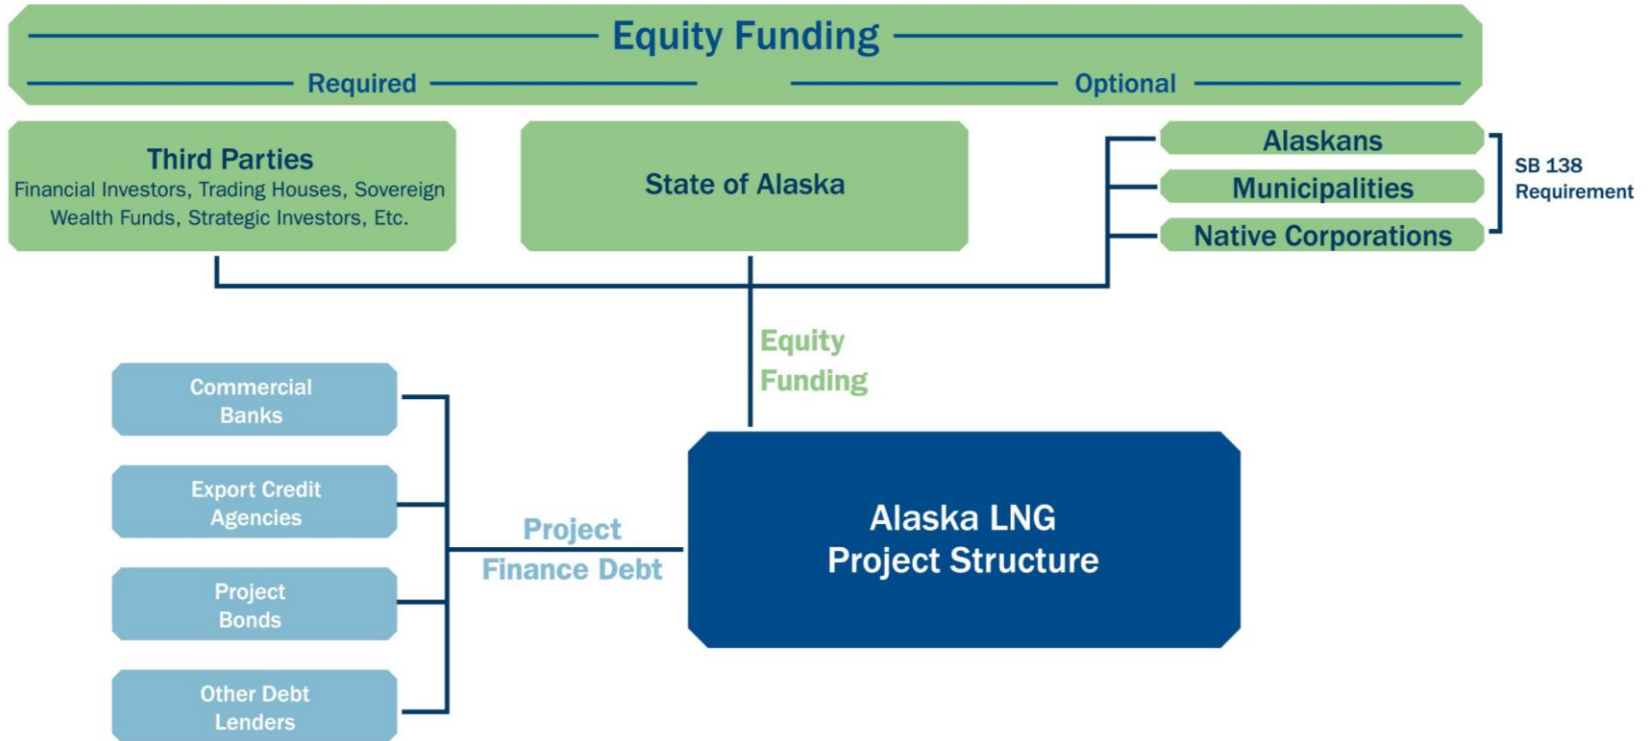 Equity Funding
Required
Optional
Third Parties
Financial Investors, Trading Houses, Sovereign
Wealth Funds, Strategic Investors, Etc.
State of Alaska
Alaskans
Municipalities
Native Corporations
SB 138
Requirement
Equity
Funding
Commercial
Banks
Export Credit
Agencies
Project
Bonds
Other Debt
Lenders
Project
Finance Debt
Alaska LNG
Project Structure